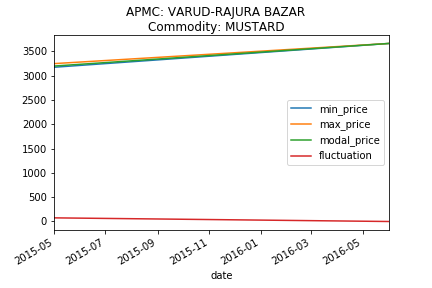 APMC: VARUD-RAJURA BAZAR
Commodity: MUSTARD
3500
3000
2500
2000
1500
1000
500
0
min_price
max_price
modal_price
fluctuation
2015-05
2015-07
2015-09
2015-11
2016-01
2016-03
2016-05
date